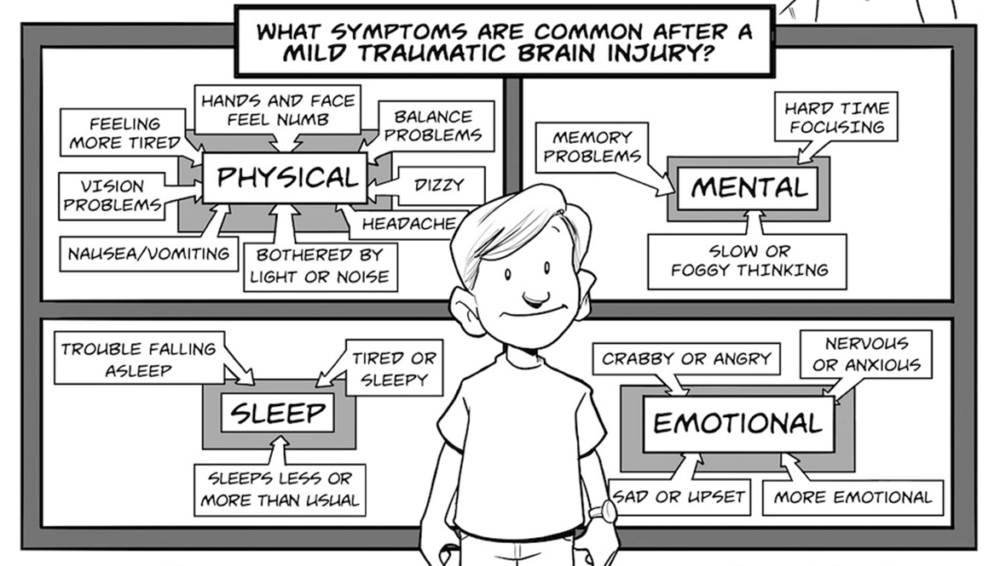 WHAT SYMPTOMS ARE COMMON AFTER A
MILD TRAUMATIC BRAIN INJURY?
HANDS AND FACE
FEEL NUMB
FEELING
MORE TIRED
BALANCE
PROBLEMS
PHYSICAL
VISION
PROBLEMS
DIZZY
HEADACHE
NAUSEA/VOMITING
BOTHERED BY
LIGHT OR NOISE
HARD TIME
FOCUSING
MEMORY
PROBLEMS
MENTAL
SLOW OR
FOGGY THINKING
TROUBLE FALLING
ASLEEP
TIRED OR
SLEEPY
SLEEP
SLEEPS LESS OR
MORE THAN USUAL
CRABBY OR ANGRY
NERVOUS
OR ANXIOUS
EMOTIONAL
SAD OR UPSET
MORE EMOTIONAL